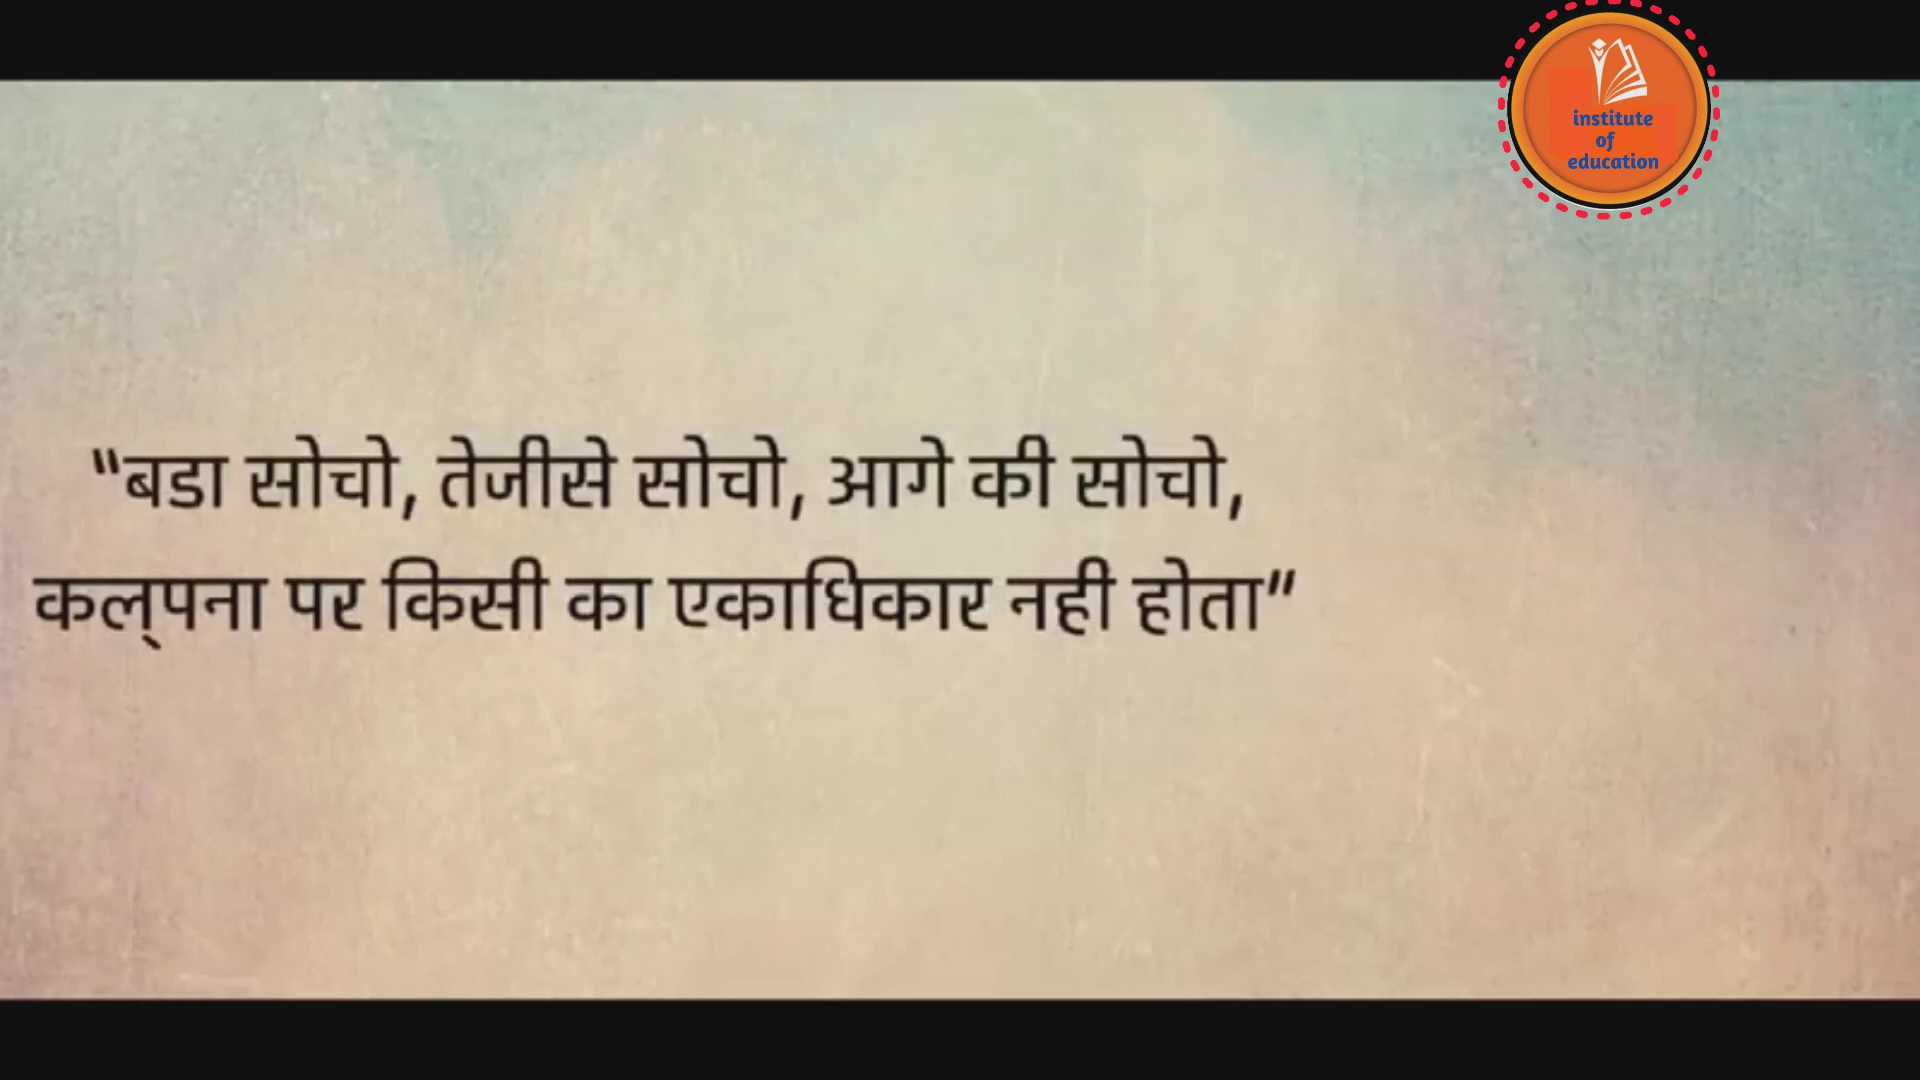 institute
of
education
"बडा सोचो, तेजीसे सोचो, आगे की सोचो,
कल्‌पना पर किसी का एकाधिकार नही होता"